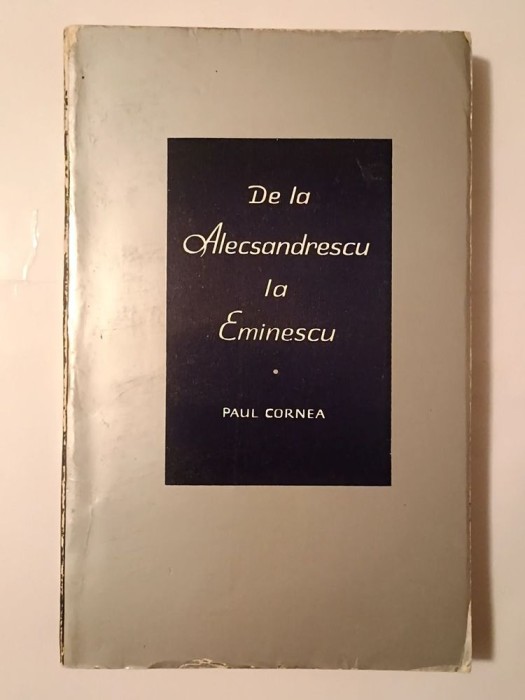 De la
Alecsandrescu
la
Eminescu
PAUL CORNEA